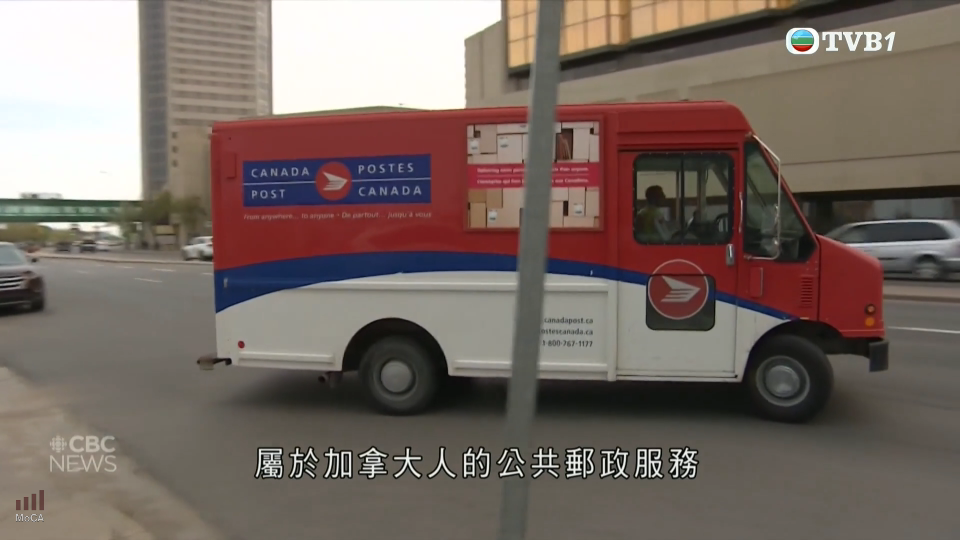 TVB1
CANADA POST
POSTES CANADA
From anywhere... to anyone • De partout... jusqu'à vous
canadapost.ca
postescanada.ca
1-800-767-1177
CBC
NEWS
屬於加拿大人的公共郵政服務
MoCA